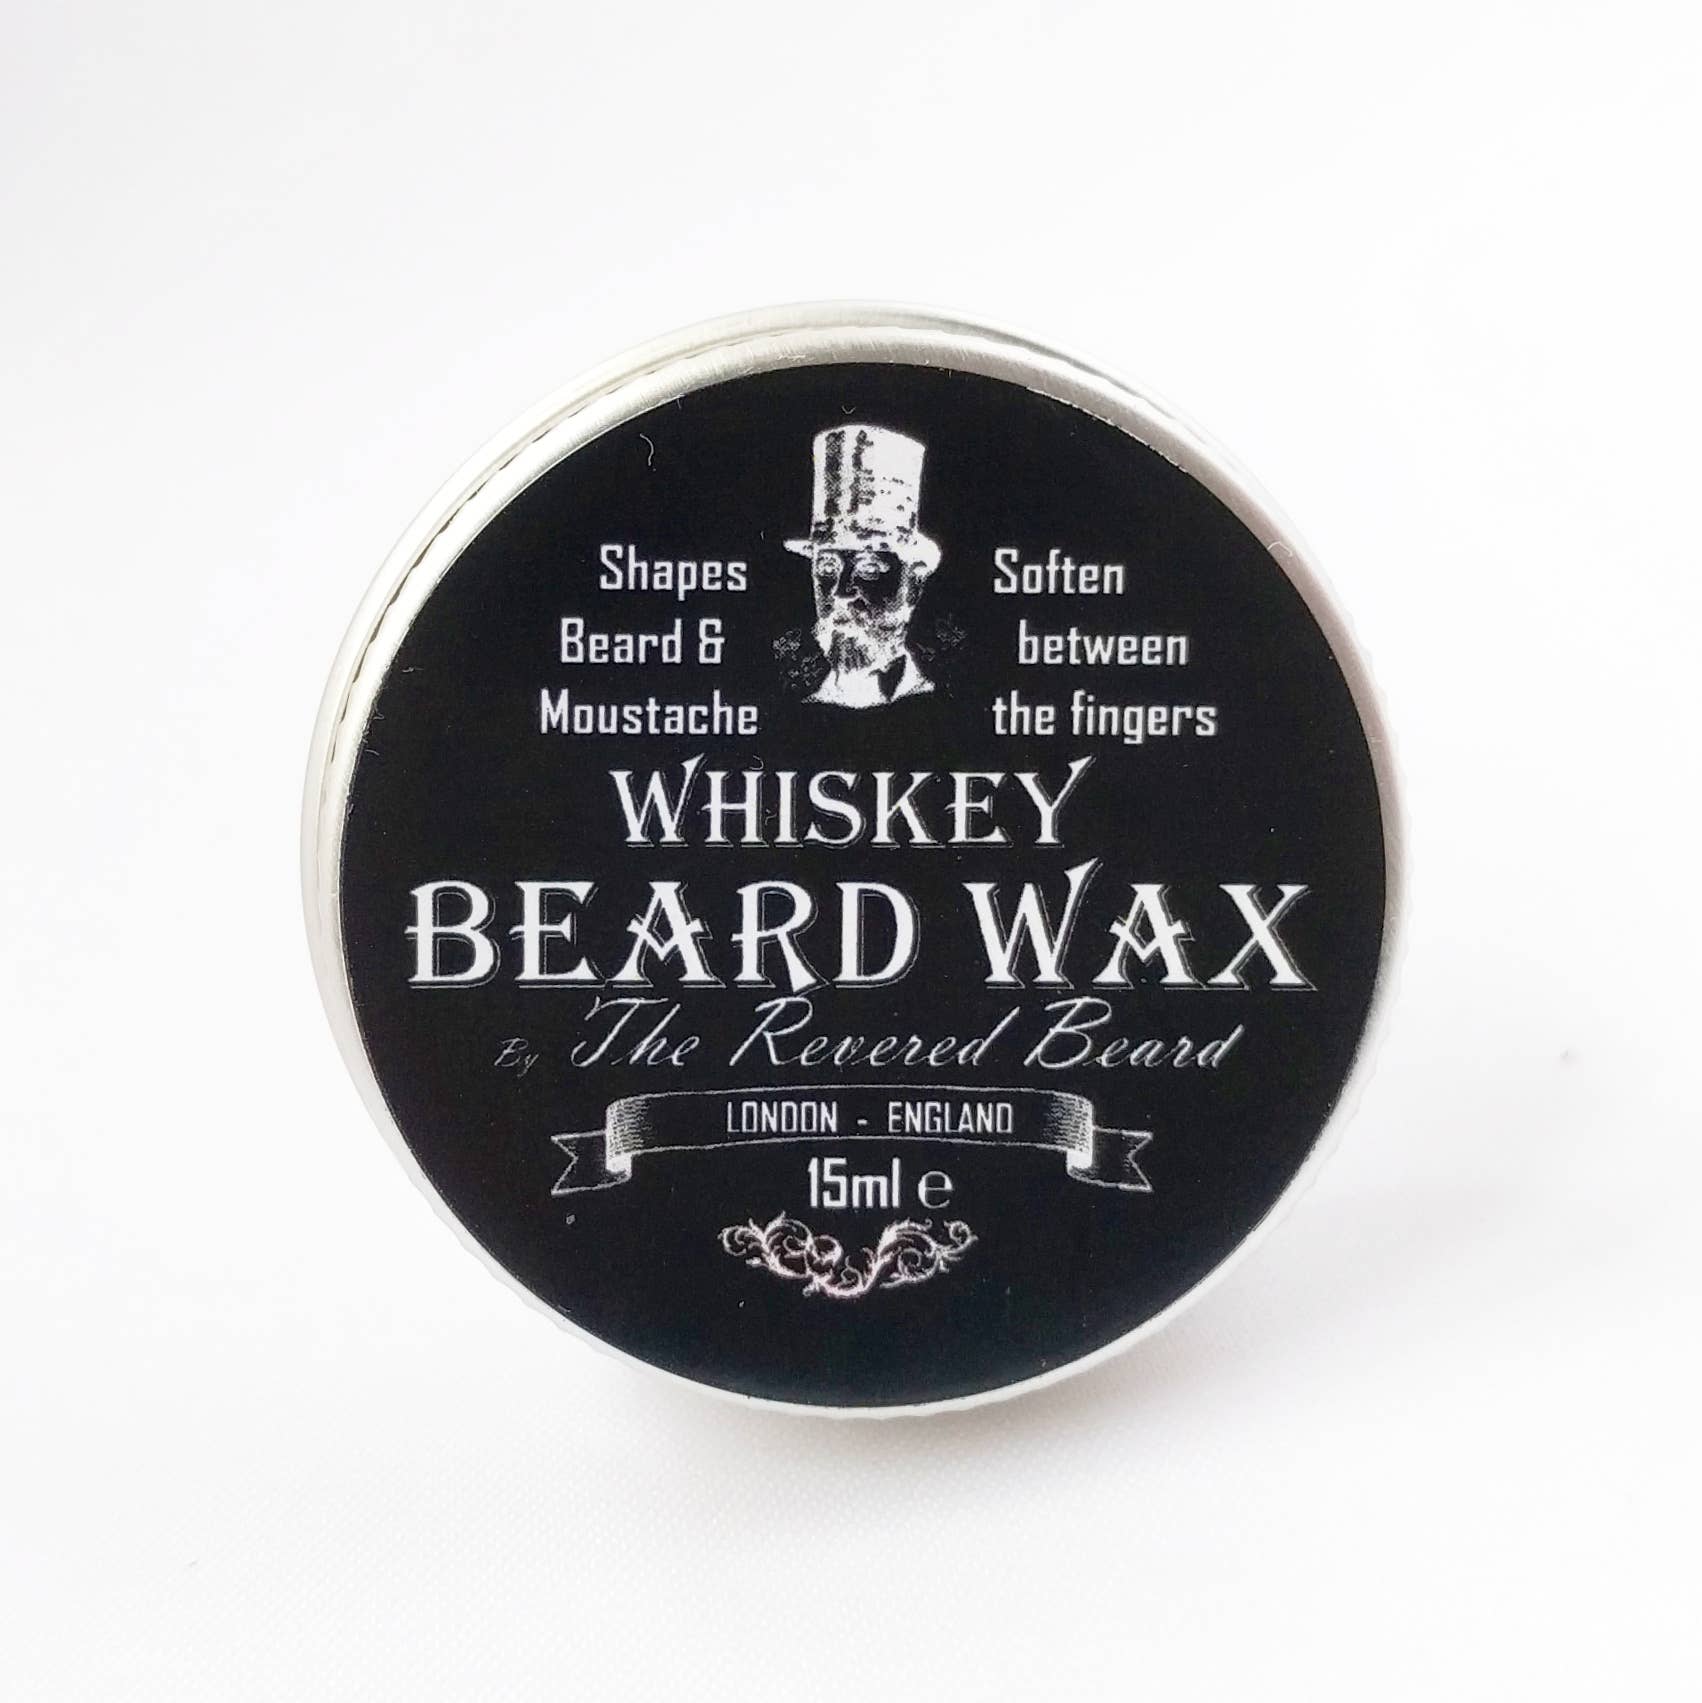 Shapes
Beard &
Moustache
Soften
between
the fingers
WHISKEY
BEARD WAX
By The Revered Beard
LONDON - ENGLAND
15ml ℮